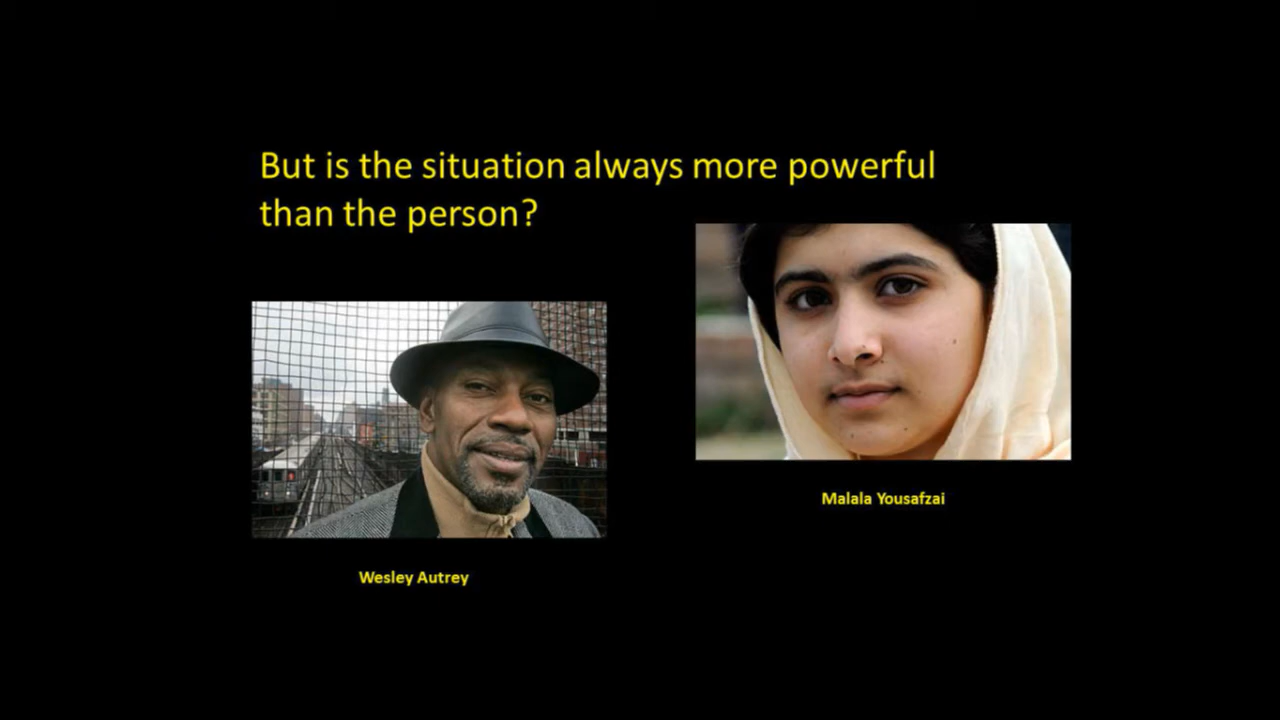 But is the situation always more powerful
than the person?
Malala Yousafzai
Wesley Autrey